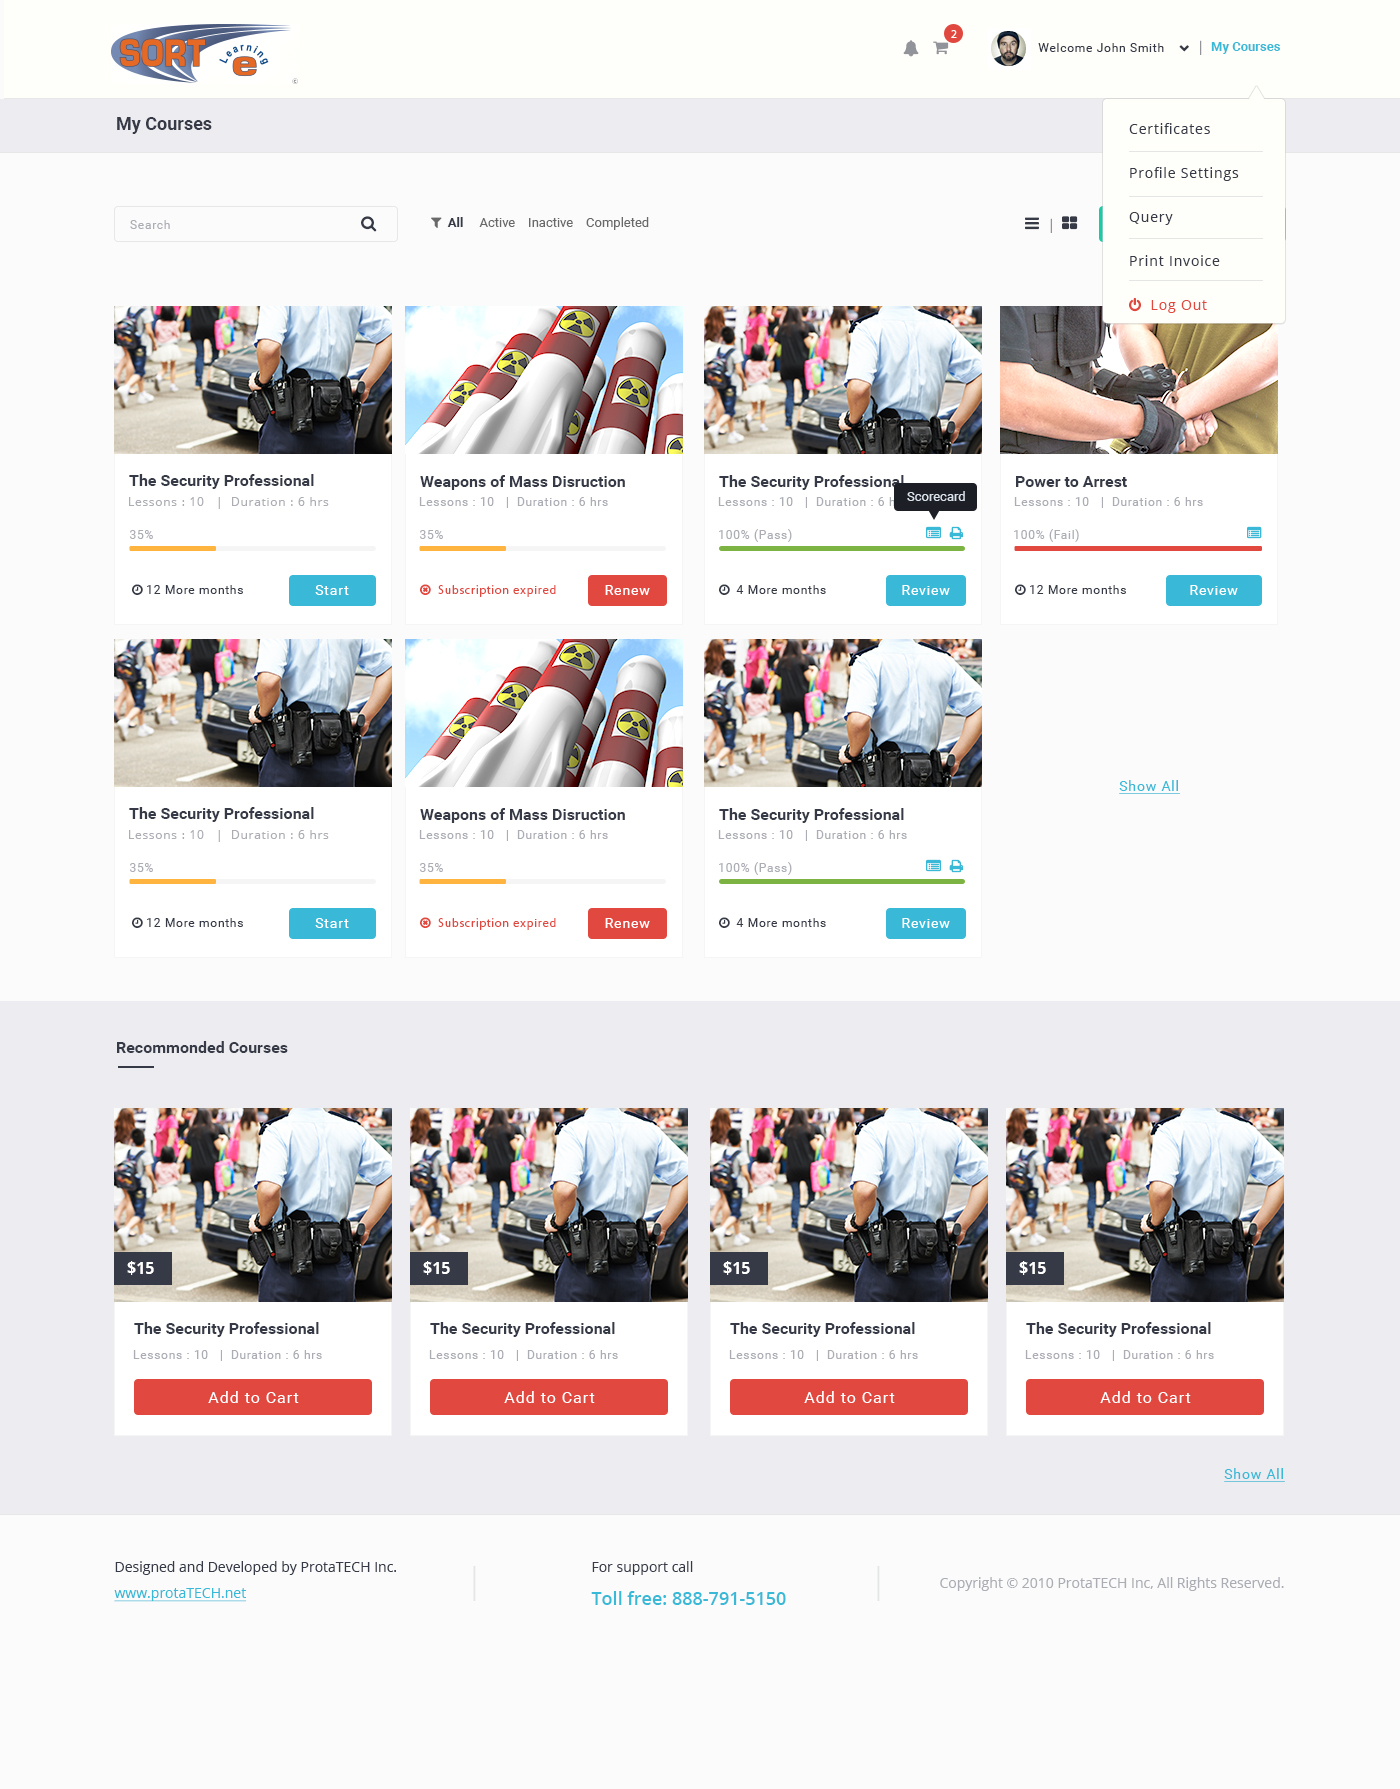 SORT
e
Learning
©
2
Welcome John Smith
|
My Courses
My Courses
Certificates
Profile Settings
Query
Print Invoice
Log Out
Search
All Active Inactive Completed
|
The Security Professional
Lessons : 10 | Duration : 6 hrs
35%
12 More months
Start
Weapons of Mass Disruction
Lessons : 10 | Duration : 6 hrs
35%
Subscription expired
Renew
The Security Professional
Lessons : 10 | Duration : 6 h
Scorecard
100% (Pass)
4 More months
Review
Power to Arrest
Lessons : 10 | Duration : 6 hrs
100% (Fail)
12 More months
Review
The Security Professional
Lessons : 10 | Duration : 6 hrs
35%
12 More months
Start
Weapons of Mass Disruction
Lessons : 10 | Duration : 6 hrs
35%
Subscription expired
Renew
The Security Professional
Lessons : 10 | Duration : 6 hrs
100% (Pass)
4 More months
Review
Show All
Recommonded Courses
$15
The Security Professional
Lessons : 10 | Duration : 6 hrs
Add to Cart
$15
The Security Professional
Lessons : 10 | Duration : 6 hrs
Add to Cart
$15
The Security Professional
Lessons : 10 | Duration : 6 hrs
Add to Cart
$15
The Security Professional
Lessons : 10 | Duration : 6 hrs
Add to Cart
Show All
Designed and Developed by ProtaTECH Inc.
www.protaTECH.net
For support call
Toll free: 888-791-5150
Copyright © 2010 ProtaTECH Inc, All Rights Reserved.